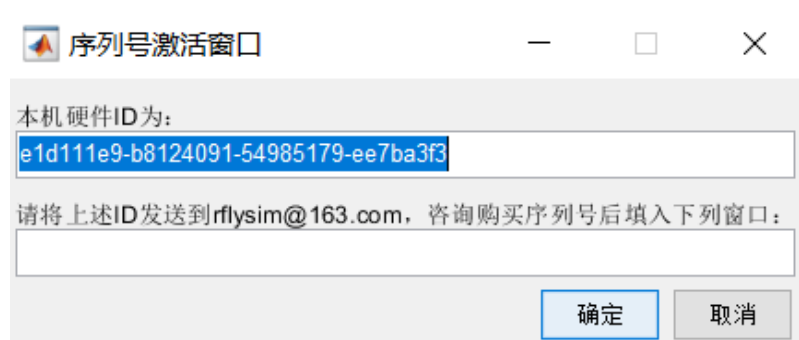 序列号激活窗口
本机硬件ID为:
e1d111e9-b8124091-54985179-ee7ba3f3
请将上述ID发送到rflysim@163.com，咨询购买序列号后填入下列窗口:
确定 取消